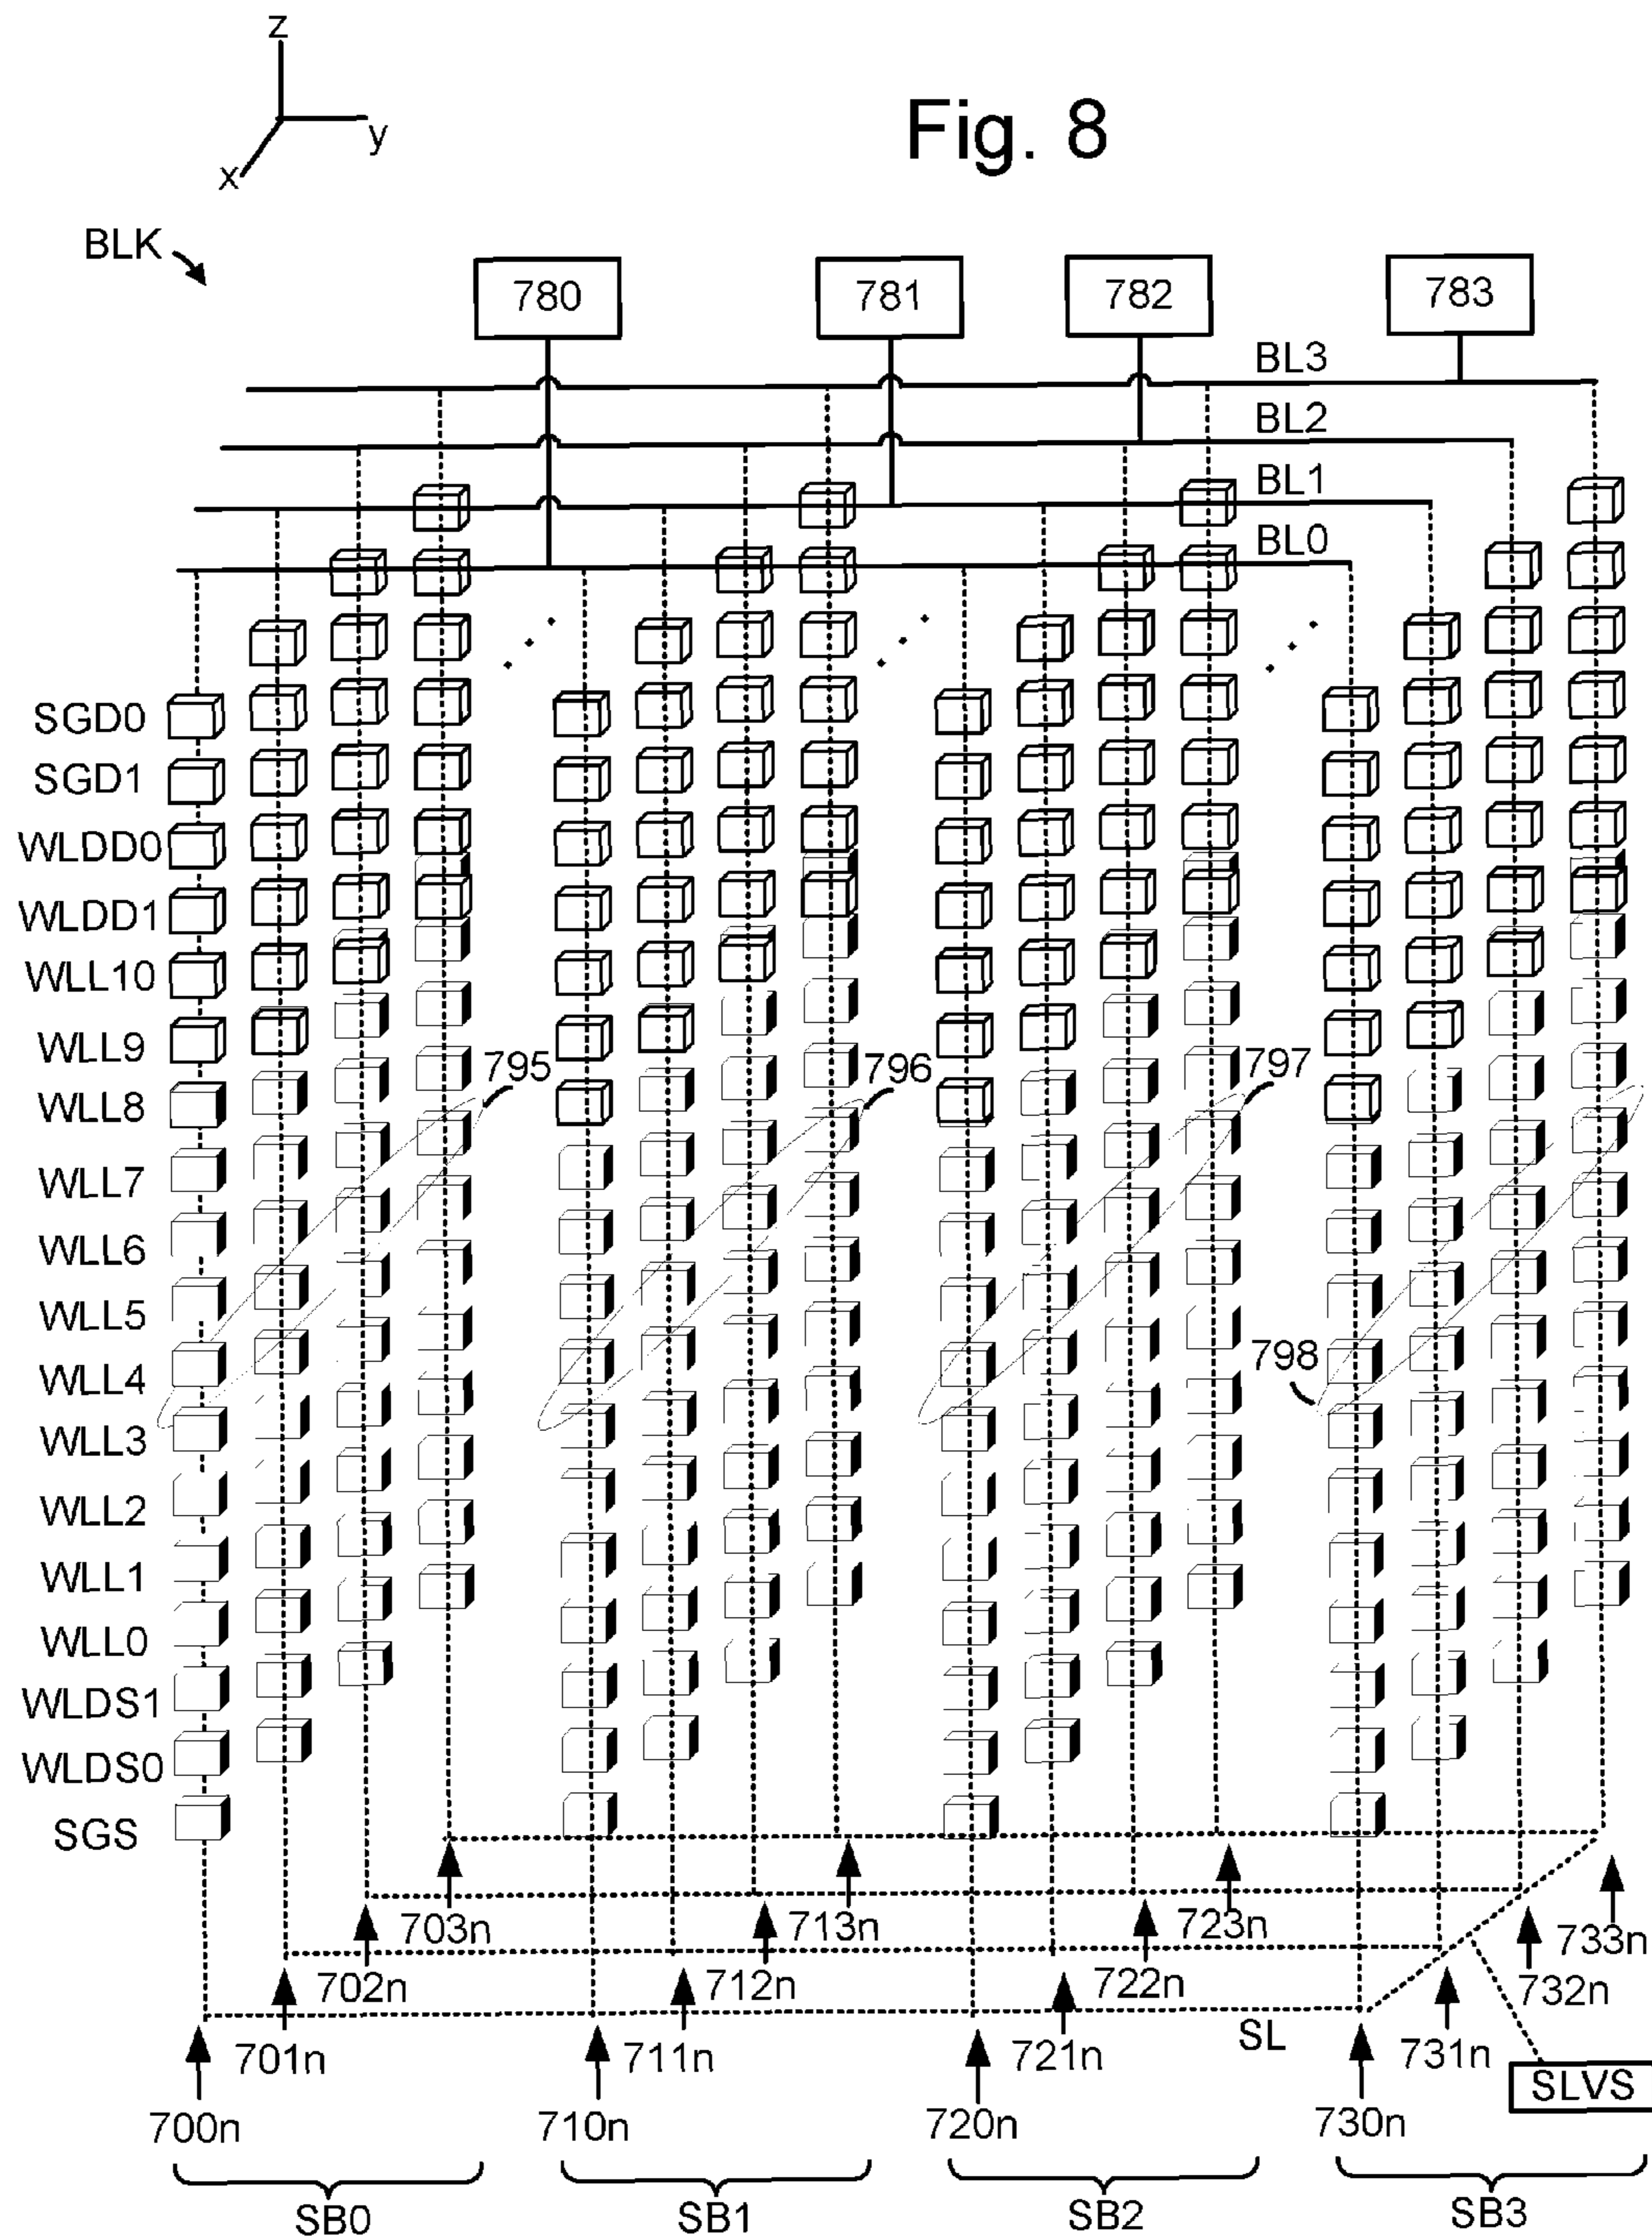 z
y
x
Fig. 8
BLK
780
781
782
783
BL3
BL2
BL1
BL0
SGD0
SGD1
WLDD0
WLDD1
WLL10
WLL9
WLL8
WLL7
WLL6
WLL5
WLL4
WLL3
WLL2
WLL1
WLL0
WLDS1
WLDS0
SGS
795
796
797
798
703n
713n
723n
733n
702n
712n
722n
732n
701n
711n
721n
SL
731n
SLVS
700n
710n
720n
730n
SB0
SB1
SB2
SB3